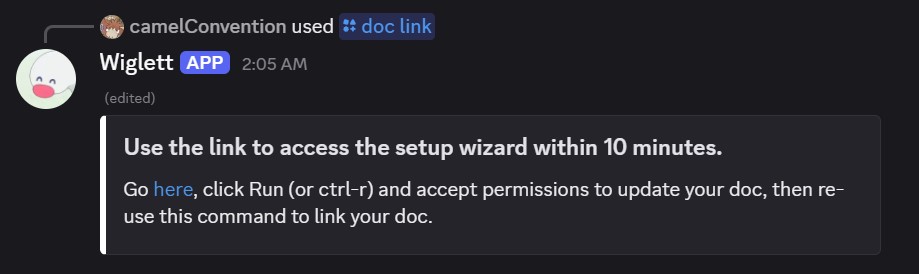 camelConvention used doc link
Wiglett APP 2:05 AM
(edited)
Use the link to access the setup wizard within 10 minutes.
Go here, click Run (or ctrl-r) and accept permissions to update your doc, then re-
use this command to link your doc.